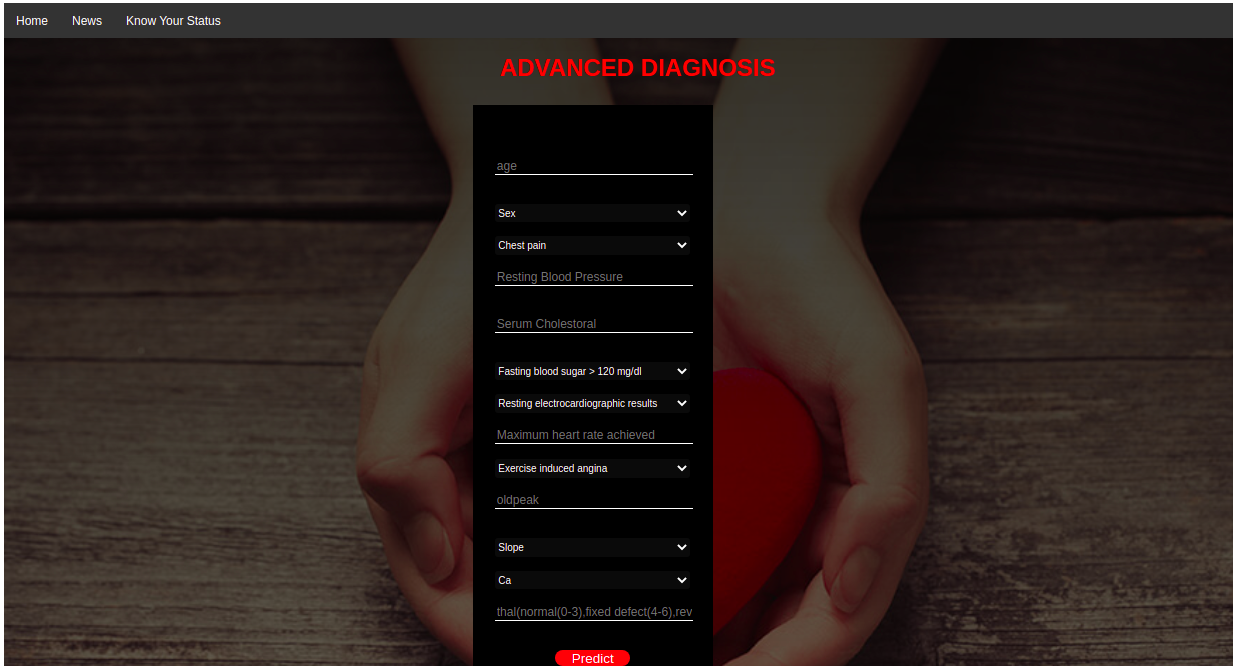 Home News Know Your Status
ADVANCED DIAGNOSIS
age
Sex
Chest pain
Resting Blood Pressure
Serum Cholestoral
Fasting blood sugar > 120 mg/dl
Resting electrocardiographic results
Maximum heart rate achieved
Exercise induced angina
oldpeak
Slope
Ca
thal(normal(0-3),fixed defect(4-6),rev
Predict